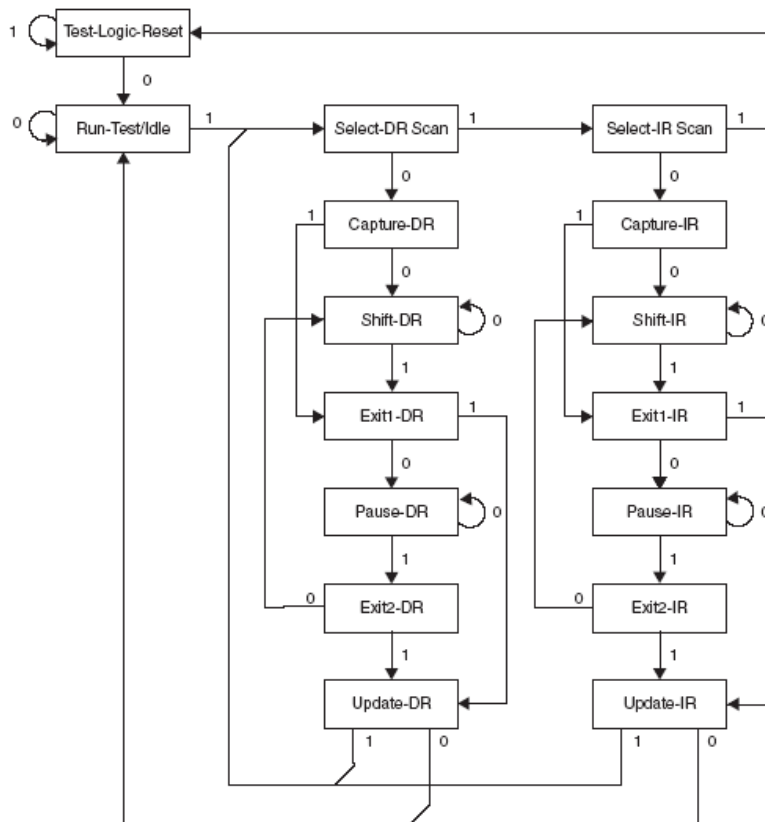 1 Test-Logic-Reset
0
0 Run-Test/Idle 1 Select-DR Scan 1 Select-IR Scan 1
0 0
1 Capture-DR 1 Capture-IR
0 0
Shift-DR 0 Shift-IR 0
1 1
Exit1-DR 1 Exit1-IR 1
0 0
Pause-DR 0 Pause-IR 0
1 1
0 Exit2-DR 0 Exit2-IR
1 1
Update-DR Update-IR
1 0 1 0